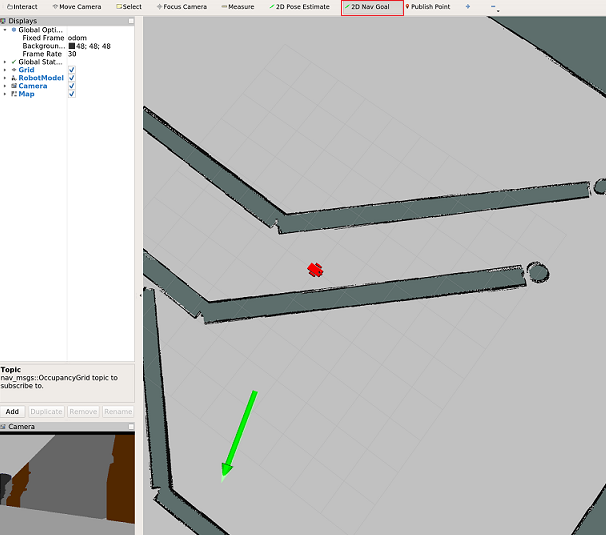 Interact Move Camera Select Focus Camera Measure 2D Pose Estimate 2D Nav Goal Publish Point
Displays
Global Opti...
Fixed Frame odom
Backgroun... 48; 48; 48
Frame Rate 30
Global Stat...
Grid
RobotModel
Camera
Map
Topic
nav_msgs::OccupancyGrid topic to
subscribe to.
Add Duplicate Remove Rename
Camera